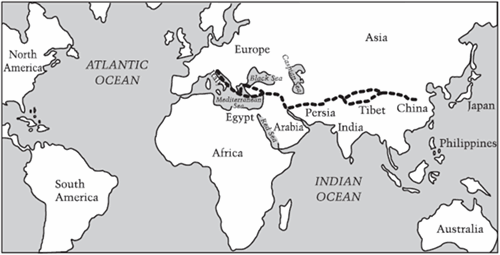 North
America
ATLANTIC
OCEAN
Europe
Asia
Black Sea
Mediterranean
Sea
Egypt
Red Sea
Arabia
Persia
India
Tibet
China
Japan
Philippines
Africa
South
America
INDIAN
OCEAN
Australia